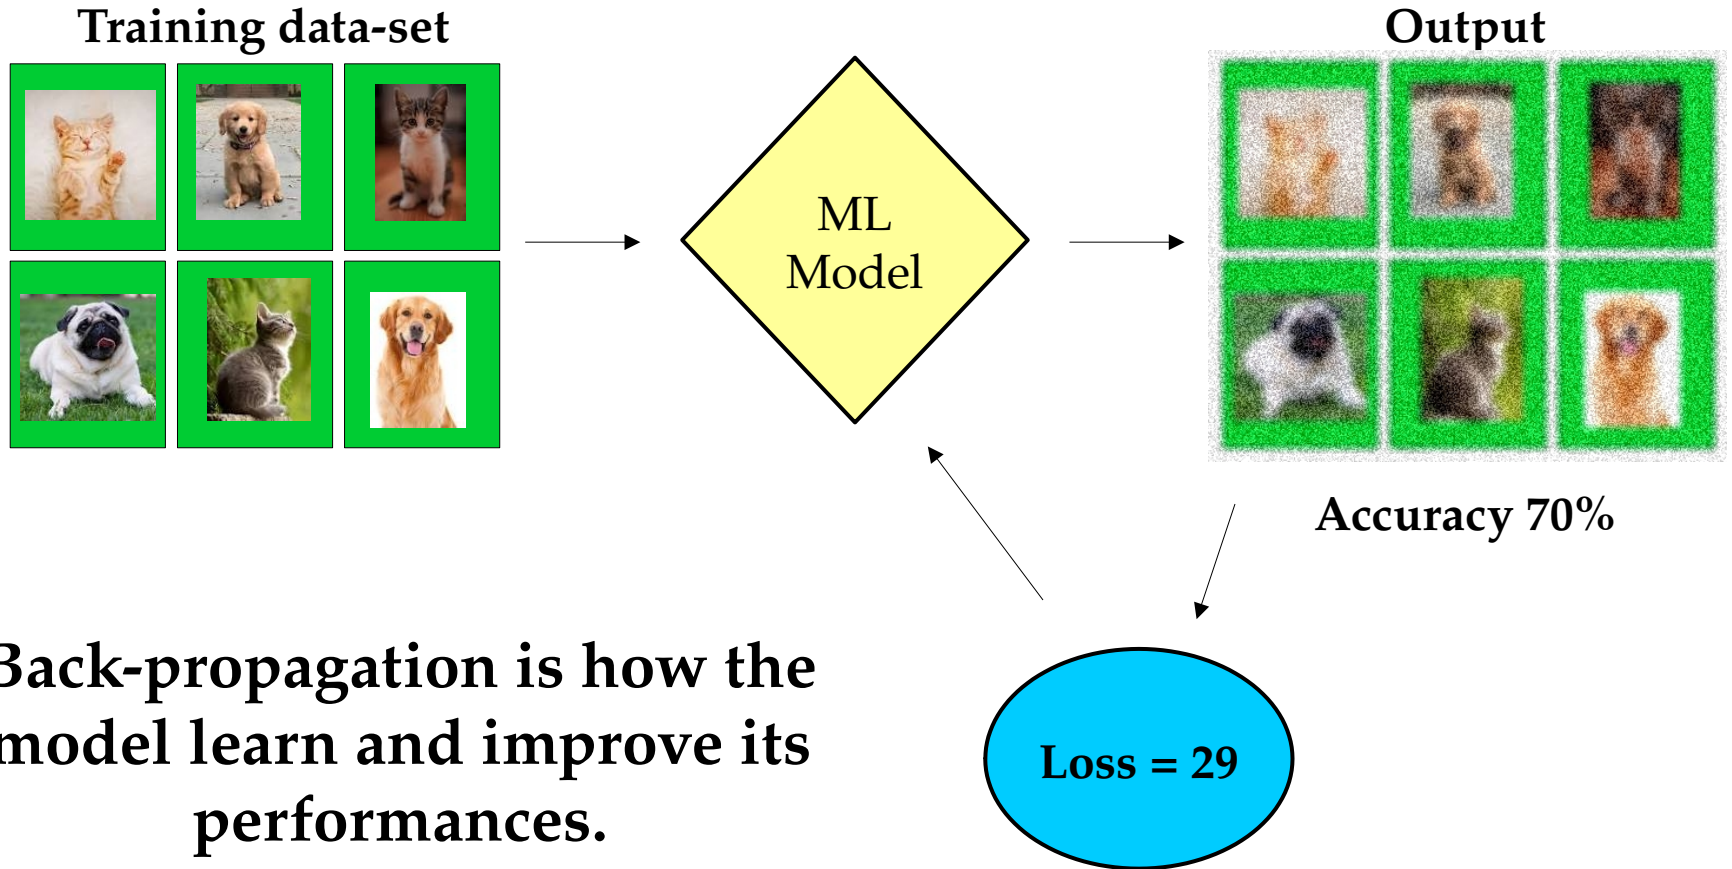 Training data-set
Output
ML
Model
Accuracy 70%
Back-propagation is how the
model learn and improve its
performances.
Loss = 29